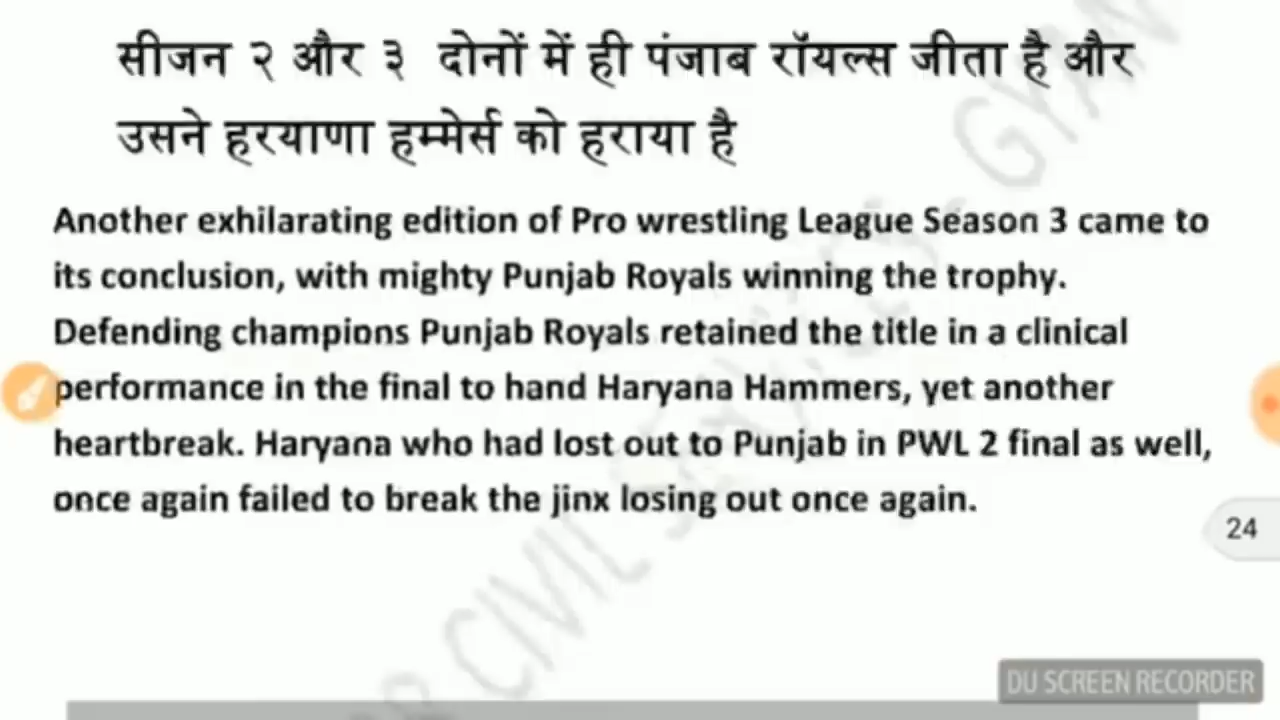 सीजन २ और ३ दोनों में ही पंजाब रॉयल्स जीता है और
उसने हरयाणा हम्मेर्स को हराया है
Another exhilarating edition of Pro wrestling League Season 3 came to
its conclusion, with mighty Punjab Royals winning the trophy.
Defending champions Punjab Royals retained the title in a clinical
performance in the final to hand Haryana Hammers, yet another
heartbreak. Haryana who had lost out to Punjab in PWL 2 final as well,
once again failed to break the jinx losing out once again.
24
DU SCREEN RECORDER